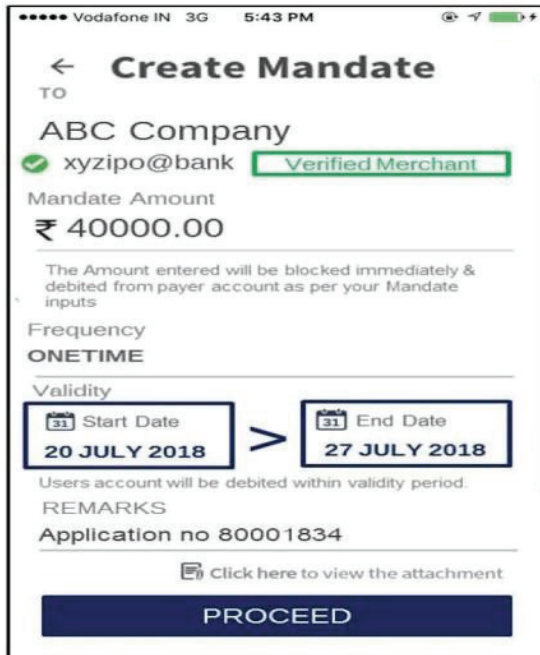 Vodafone IN 3G 5:43 PM
← Create Mandate
TO
ABC Company
xyzipo@bank Verified Merchant
Mandate Amount
₹ 40000.00
The Amount entered will be blocked immediately &
debited from payer account as per your Mandate
inputs
Frequency
ONETIME
Validity
31 Start Date > 31 End Date
20 JULY 2018 27 JULY 2018
Users account will be debited within validity period.
REMARKS
Application no 80001834
Click here to view the attachment
PROCEED